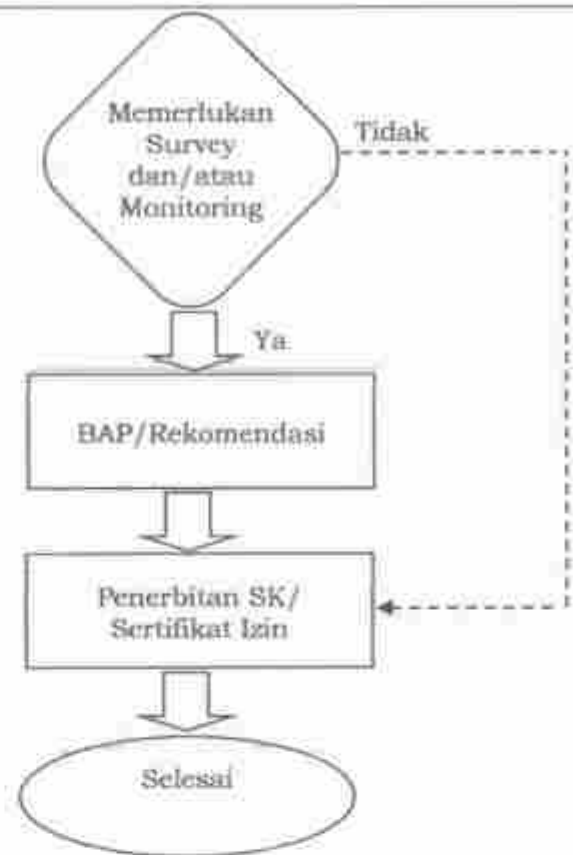 Memerlukan
Survey
dan/atau
Monitoring
Tidak
Ya
BAP/Rekomendasi
Penerbitan SK/
Sertifikat Izin
Selesai